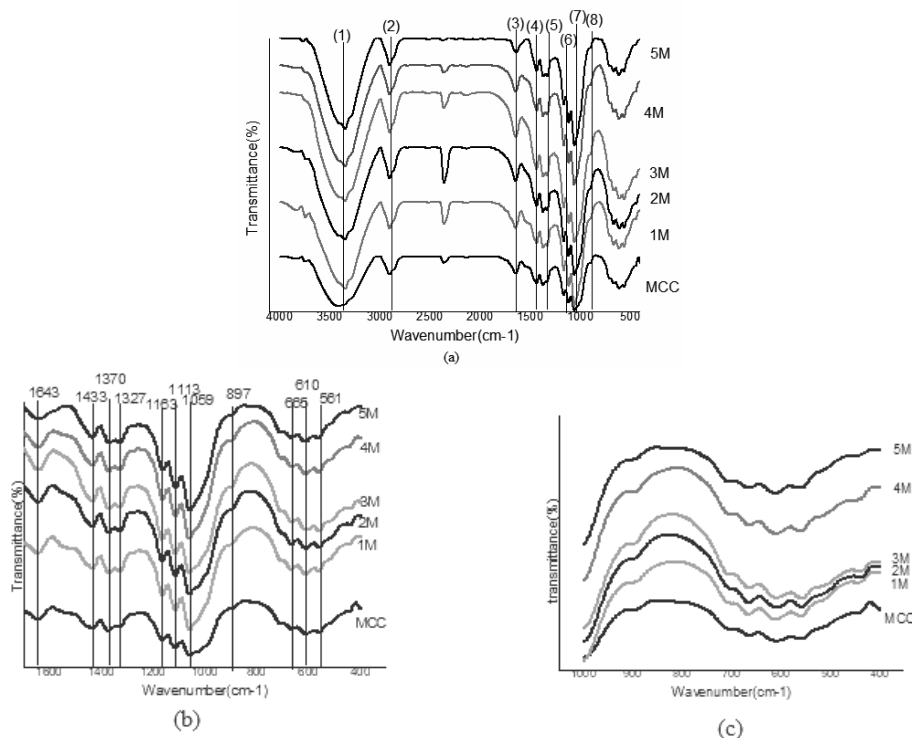 (1) (2) (3) (4) (5) (6) (7) (8)
5M
4M
3M
2M
1M
MCC
Transmittance(%)
4000 3500 3000 2500 2000 1500 1000 500
Wavenumber(cm-1)
(a)
1643 1433 1370 1327 1163 1113 1059 897 665 610 561
5M
4M
3M
2M
1M
MCC
Transmittance(%)
1600 1400 1200 1000 800 600 400
Wavenumber(cm-1)
(b)
5M
4M
3M
2M
1M
MCC
transmittance(%)
1000 900 800 700 600 500 400
Wavenumber(cm-1)
(c)